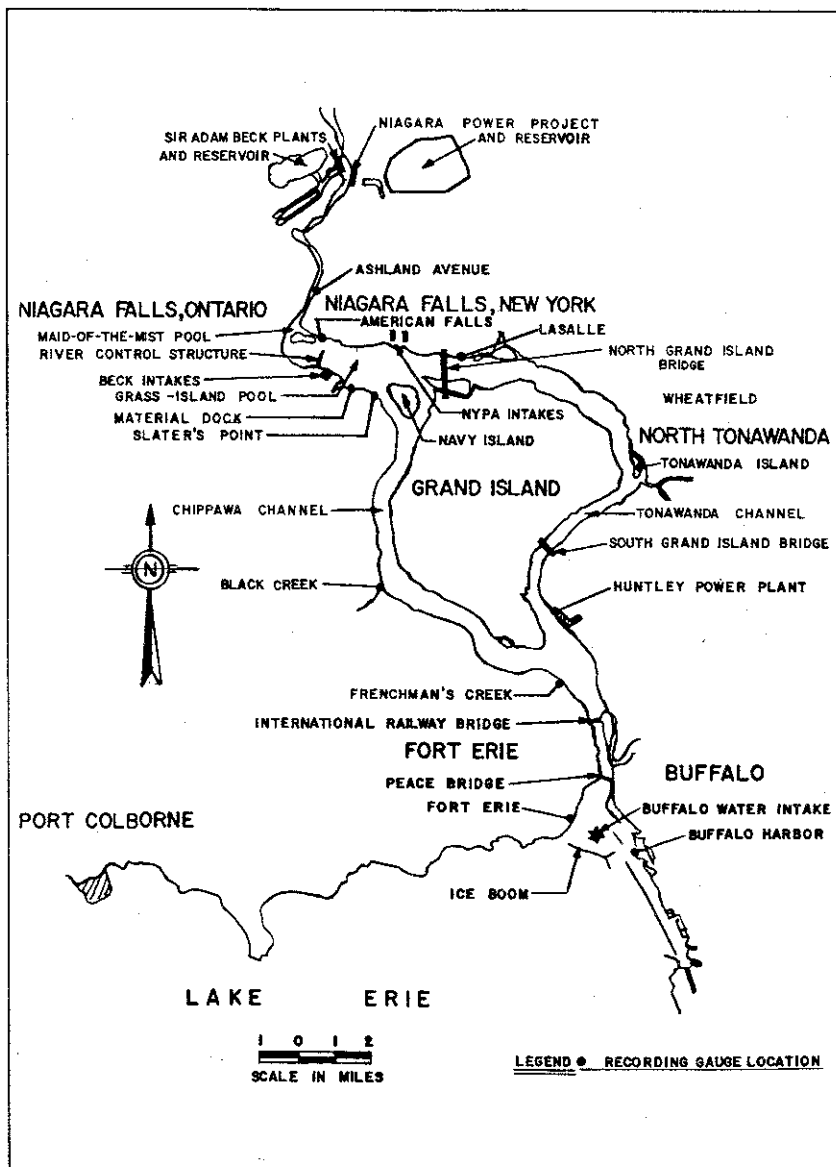 NIAGARA POWER PROJECT
AND RESERVOIR
SIR ADAM BECK PLANTS
AND RESERVOIR
ASHLAND AVENUE
NIAGARA FALLS, ONTARIO
NIAGARA FALLS, NEW YORK
MAID-OF-THE-MIST POOL
AMERICAN FALLS
LASALLE
RIVER CONTROL STRUCTURE
NORTH GRAND ISLAND
BRIDGE
BECK INTAKES
GRASS-ISLAND POOL
NYPA INTAKES
WHEATFIELD
MATERIAL DOCK
SLATER'S POINT
NAVY ISLAND
NORTH TONAWANDA
TONAWANDA ISLAND
GRAND ISLAND
CHIPPAWA CHANNEL
TONAWANDA CHANNEL
SOUTH GRAND ISLAND BRIDGE
N
BLACK CREEK
HUNTLEY POWER PLANT
FRENCHMAN'S CREEK
INTERNATIONAL RAILWAY BRIDGE
FORT ERIE
BUFFALO
PEACE BRIDGE
FORT ERIE
BUFFALO WATER INTAKE
PORT COLBORNE
BUFFALO HARBOR
ICE BOOM
LAKE ERIE
1 0 1 2
SCALE IN MILES
LEGEND ● RECORDING GAUGE LOCATION